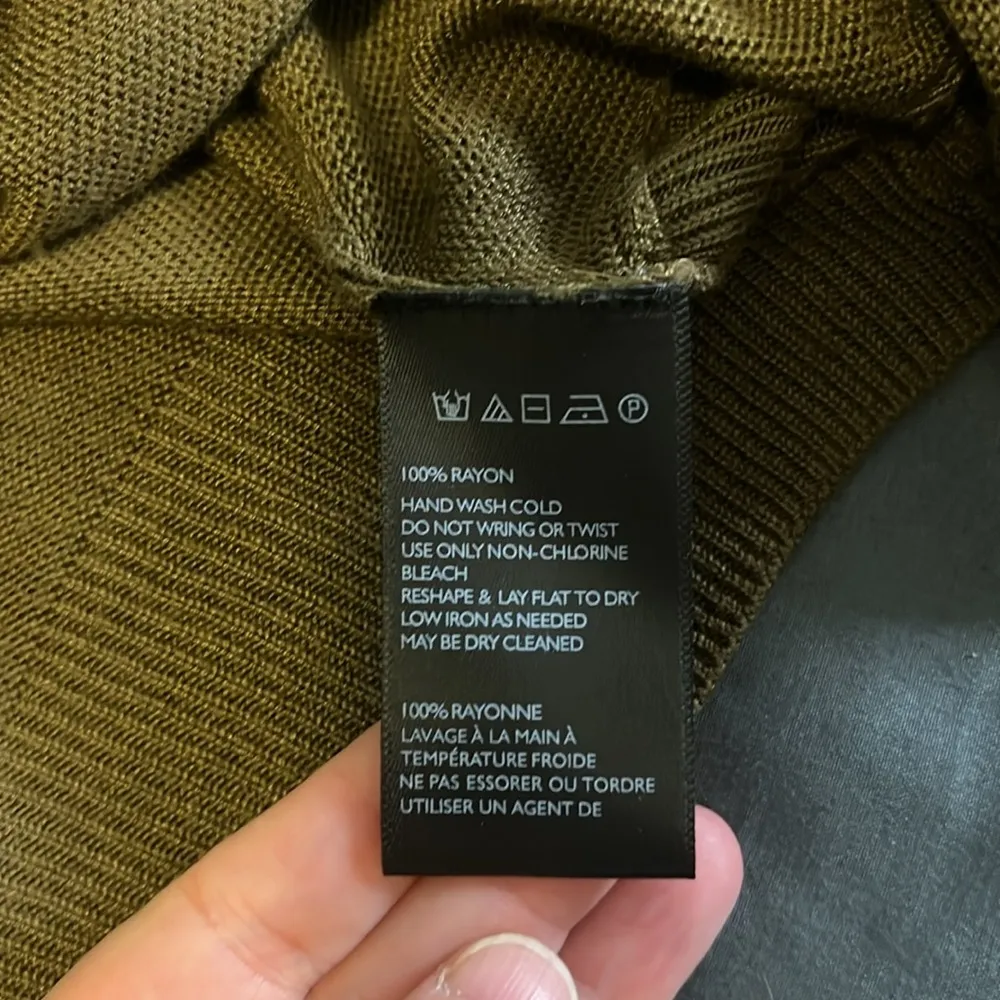 P
100% RAYON
HAND WASH COLD
DO NOT WRING OR TWIST
USE ONLY NON-CHLORINE
BLEACH
RESHAPE & LAY FLAT TO DRY
LOW IRON AS NEEDED
MAY BE DRY CLEANED
100% RAYONNE
LAVAGE À LA MAIN À
TEMPÉRATURE FROIDE
NE PAS ESSORER OU TORDRE
UTILISER UN AGENT DE